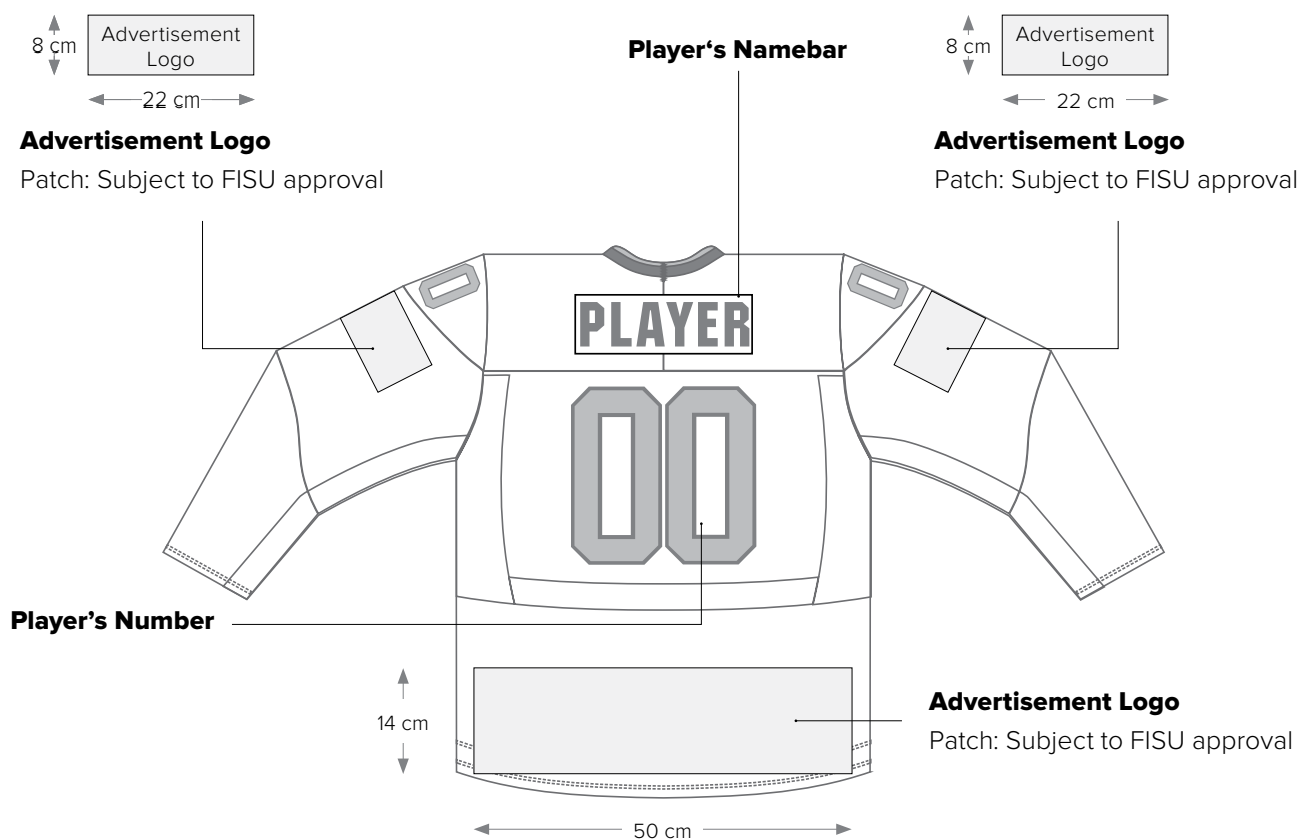 8 cm
Advertisement
Logo
22 cm
Advertisement Logo
Patch: Subject to FISU approval
Player‘s Namebar
8 cm
Advertisement
Logo
22 cm
Advertisement Logo
Patch: Subject to FISU approval
PLAYER
00
0
0
Player’s Number
14 cm
Advertisement Logo
Patch: Subject to FISU approval
50 cm